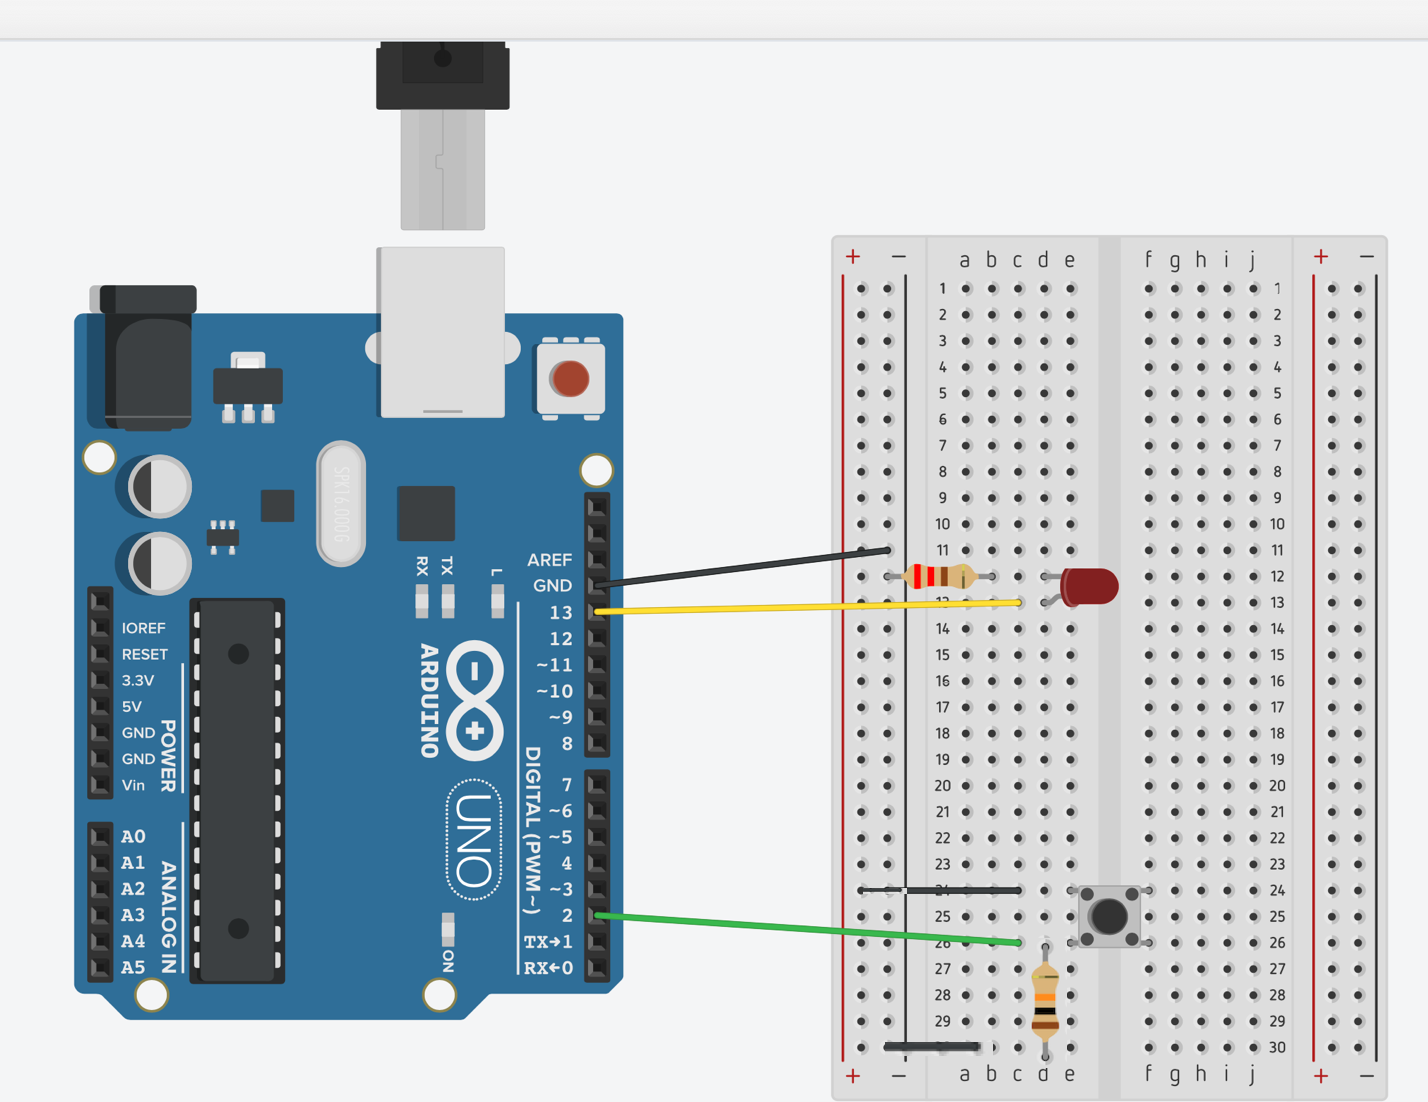 SPK16.000G
RX
TX
L
AREF
GND
13
12
~11
~10
~9
8
7
~6
~5
4
~3
2
TX→1
RX←0
DIGITAL (PWM ~)
ARDUINO
UNO
ON
IOREF
RESET
3.3V
5V
GND
GND
Vin
POWER
A0
A1
A2
A3
A4
A5
ANALOG IN
+ − a b c d e f g h i j + −
1 1
2 2
3 3
4 4
5 5
6 6
7 7
8 8
9 9
10 10
11 11
12 12
13 13
14 14
15 15
16 16
17 17
18 18
19 19
20 20
21 21
22 22
23 23
24 24
25 25
26 26
27 27
28 28
29 29
30
+ − a b c d e f g h i j + −